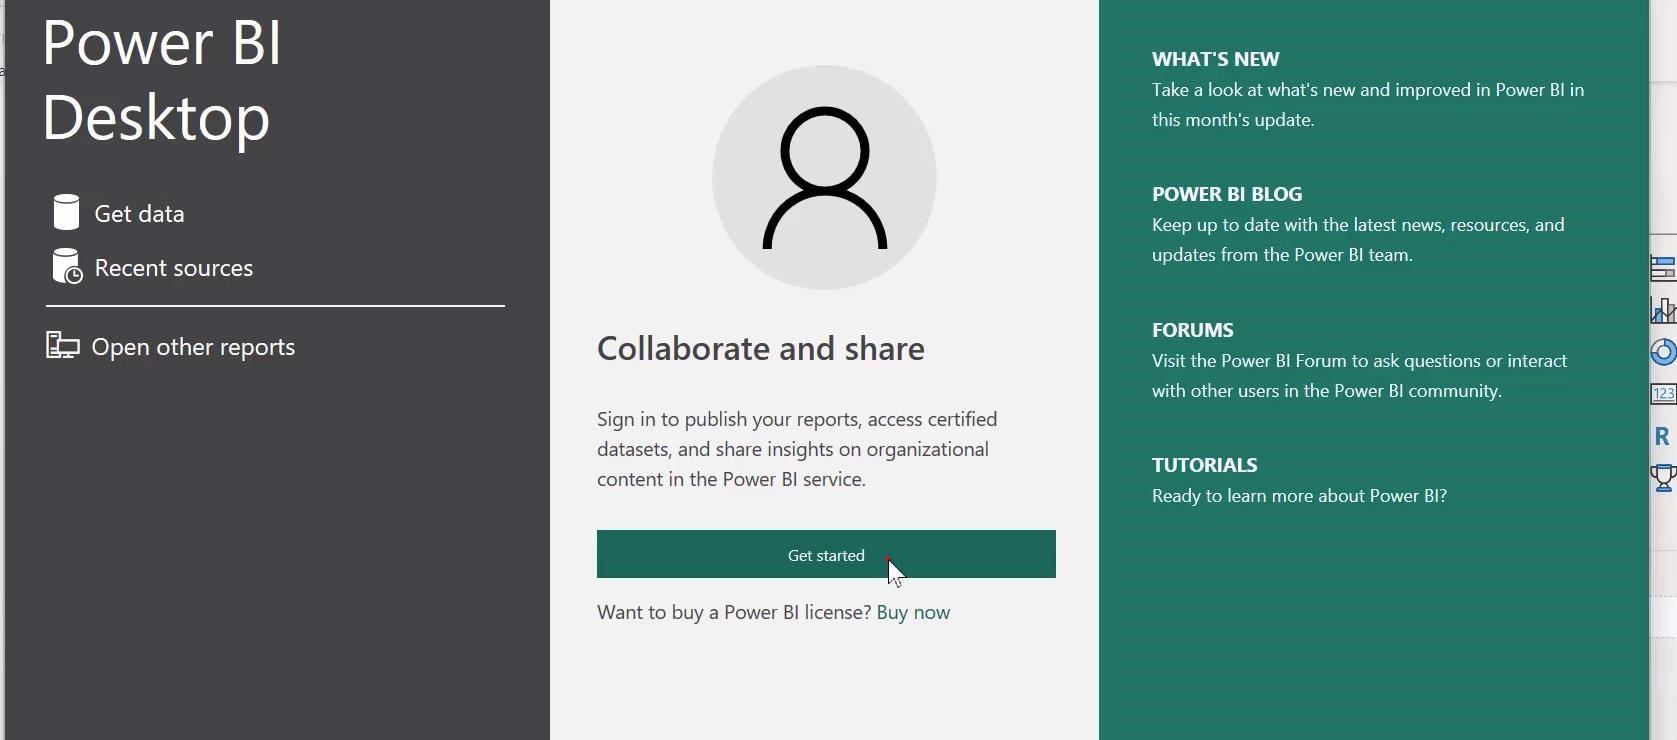 Power BI
Desktop
Get data
Recent sources
Open other reports
Collaborate and share
Sign in to publish your reports, access certified
datasets, and share insights on organizational
content in the Power BI service.
Get started
Want to buy a Power BI license? Buy now
WHAT'S NEW
Take a look at what's new and improved in Power BI in
this month's update.
POWER BI BLOG
Keep up to date with the latest news, resources, and
updates from the Power BI team.
FORUMS
Visit the Power BI Forum to ask questions or interact
with other users in the Power BI community.
TUTORIALS
Ready to learn more about Power BI?
123
R